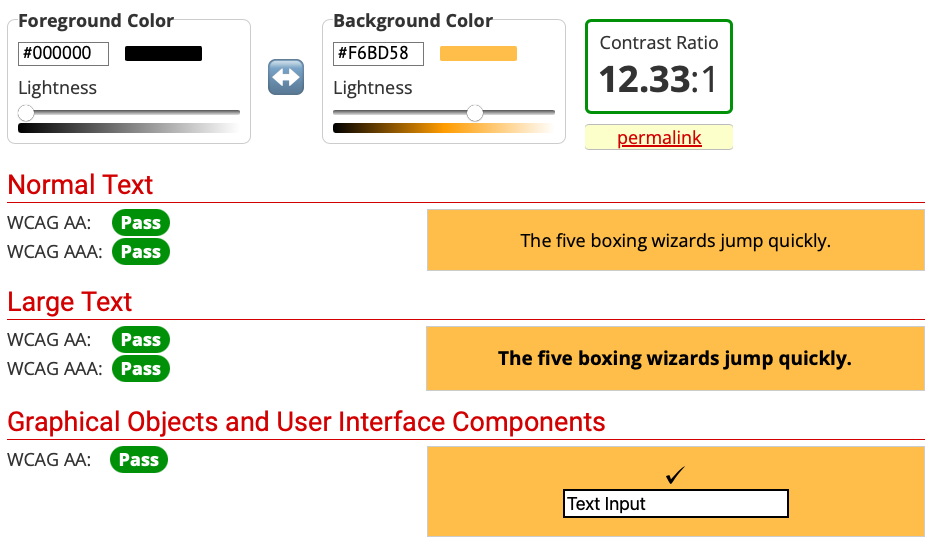 Foreground Color
#000000
Lightness
Background Color
#F6BD58
Lightness
Contrast Ratio
12.33:1
permalink
Normal Text
WCAG AA: Pass
WCAG AAA: Pass
The five boxing wizards jump quickly.
Large Text
WCAG AA: Pass
WCAG AAA: Pass
The five boxing wizards jump quickly.
Graphical Objects and User Interface Components
WCAG AA: Pass
✓
Text Input